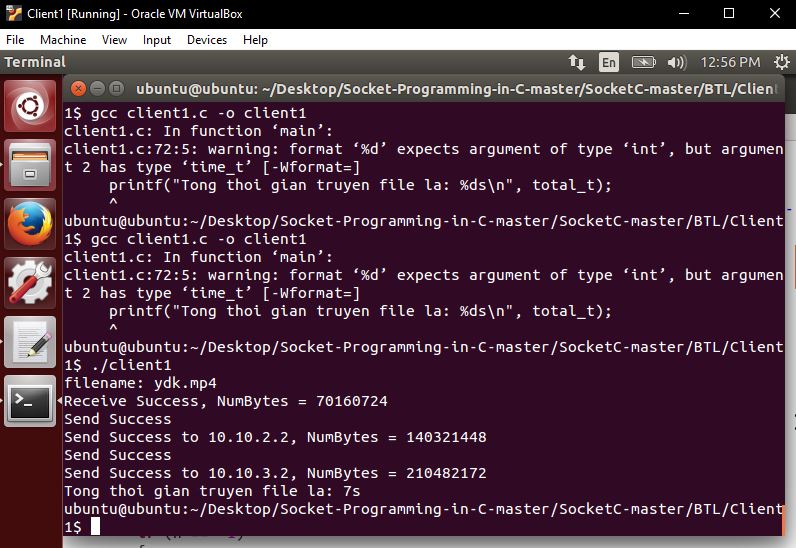 Client1 [Running] - Oracle VM VirtualBox
File Machine View Input Devices Help
Terminal
En
12:56 PM
ubuntu@ubuntu: ~/Desktop/Socket-Programming-in-C-master/SocketC-master/BTL/Client
1$ gcc client1.c -o client1
client1.c: In function ‘main’:
client1.c:72:5: warning: format ‘%d’ expects argument of type ‘int’, but argumen
t 2 has type ‘time_t’ [-Wformat=]
printf("Tong thoi gian truyen file la: %ds\n", total_t);
^
ubuntu@ubuntu:~/Desktop/Socket-Programming-in-C-master/SocketC-master/BTL/Client
1$ gcc client1.c -o client1
client1.c: In function ‘main’:
client1.c:72:5: warning: format ‘%d’ expects argument of type ‘int’, but argumen
t 2 has type ‘time_t’ [-Wformat=]
printf("Tong thoi gian truyen file la: %ds\n", total_t);
^
ubuntu@ubuntu:~/Desktop/Socket-Programming-in-C-master/SocketC-master/BTL/Client
1$ ./client1
filename: ydk.mp4
Receive Success, NumBytes = 70160724
Send Success
Send Success to 10.10.2.2, NumBytes = 140321448
Send Success
Send Success to 10.10.3.2, NumBytes = 210482172
Tong thoi gian truyen file la: 7s
ubuntu@ubuntu:~/Desktop/Socket-Programming-in-C-master/SocketC-master/BTL/Client
1$